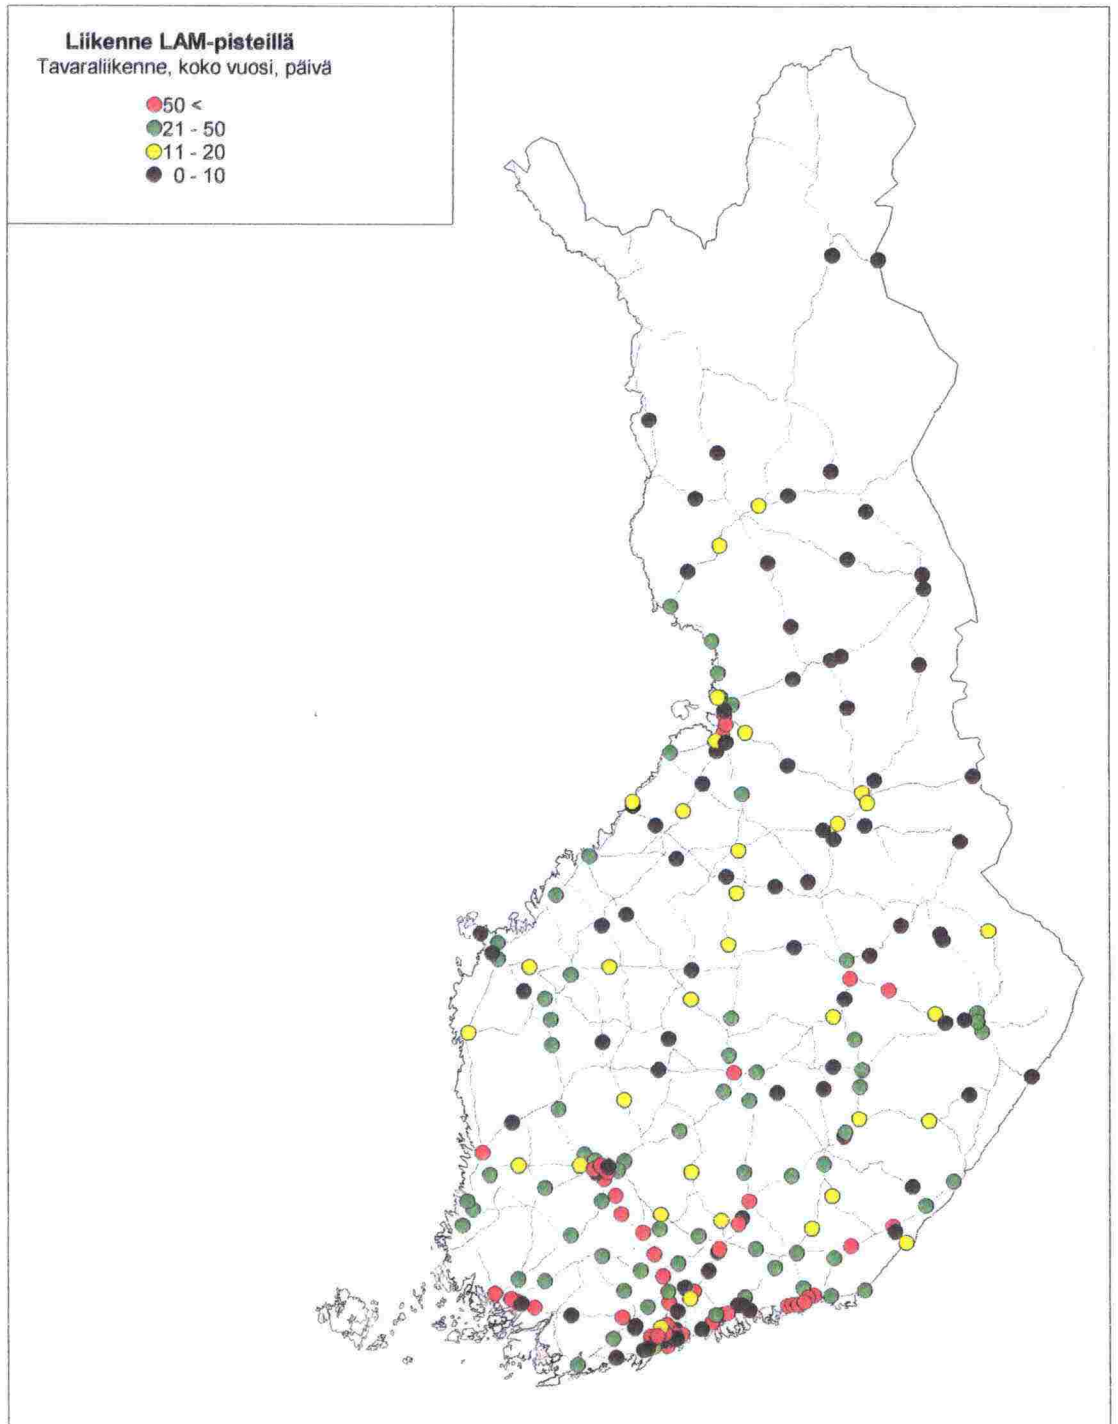 Liikenne LAM-pisteillä
Tavaraliikenne, koko vuosi, päivä
50 <
21 - 50
11 - 20
0 - 10